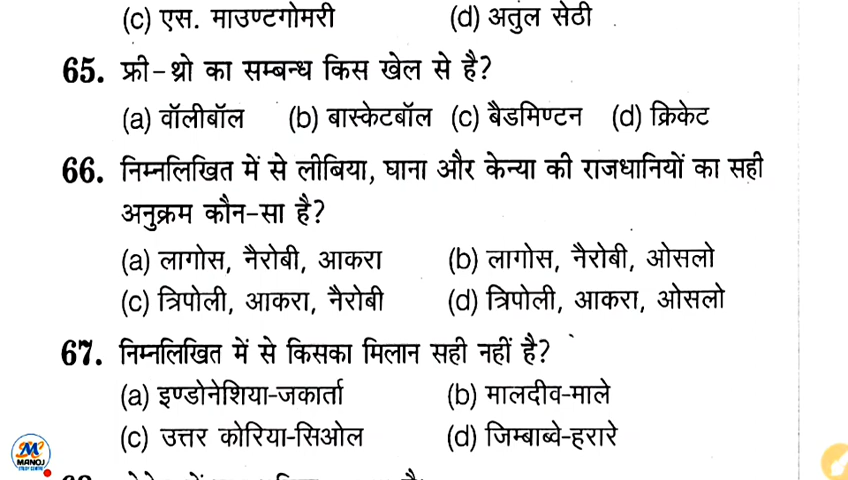 (c) एस. माउण्टगोमरी (d) अतुल सेठी
65. फ्री-थ्रो का सम्बन्ध किस खेल से है?
(a) वॉलीबॉल (b) बास्केटबॉल (c) बैडमिण्टन (d) क्रिकेट
66. निम्नलिखित में से लीबिया, घाना और केन्या की राजधानियों का सही
अनुक्रम कौन-सा है?
(a) लागोस, नैरोबी, आकरा (b) लागोस, नैरोबी, ओसलो
(c) त्रिपोली, आकरा, नैरोबी (d) त्रिपोली, आकरा, ओसलो
67. निम्नलिखित में से किसका मिलान सही नहीं है?
(a) इण्डोनेशिया-जकार्ता (b) मालदीव-माले
(c) उत्तर कोरिया-सिओल (d) जिम्बाब्वे-हरारे
MANOJ